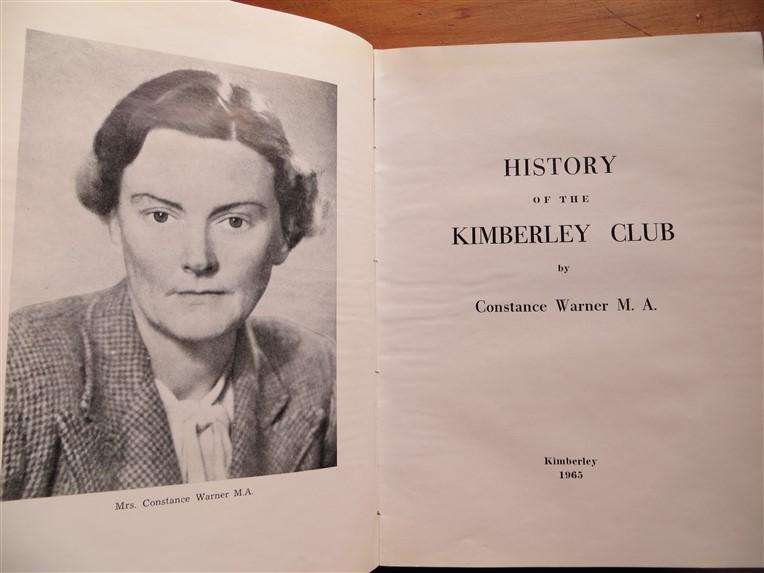 Mrs. Constance Warner M.A.
HISTORY
OF THE
KIMBERLEY CLUB
by
Constance Warner M. A.
Kimberley
1965